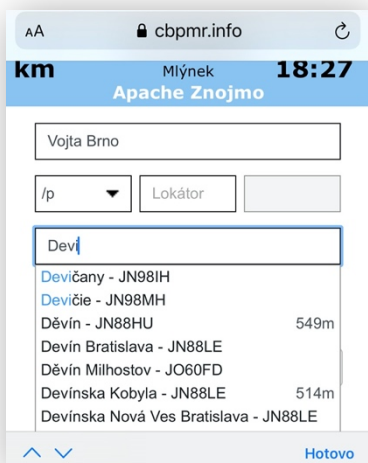 AA cbpmr.info
km Mlýnek 18:27
Apache Znojmo
Vojta Brno
/p Lokátor
Devi
Devičany - JN98IH
Devičie - JN98MH
Děvín - JN88HU 549m
Devín Bratislava - JN88LE
Děvín Milhostov - JO60FD
Devínska Kobyla - JN88LE 514m
Devínska Nová Ves Bratislava - JN88LE
Hotovo